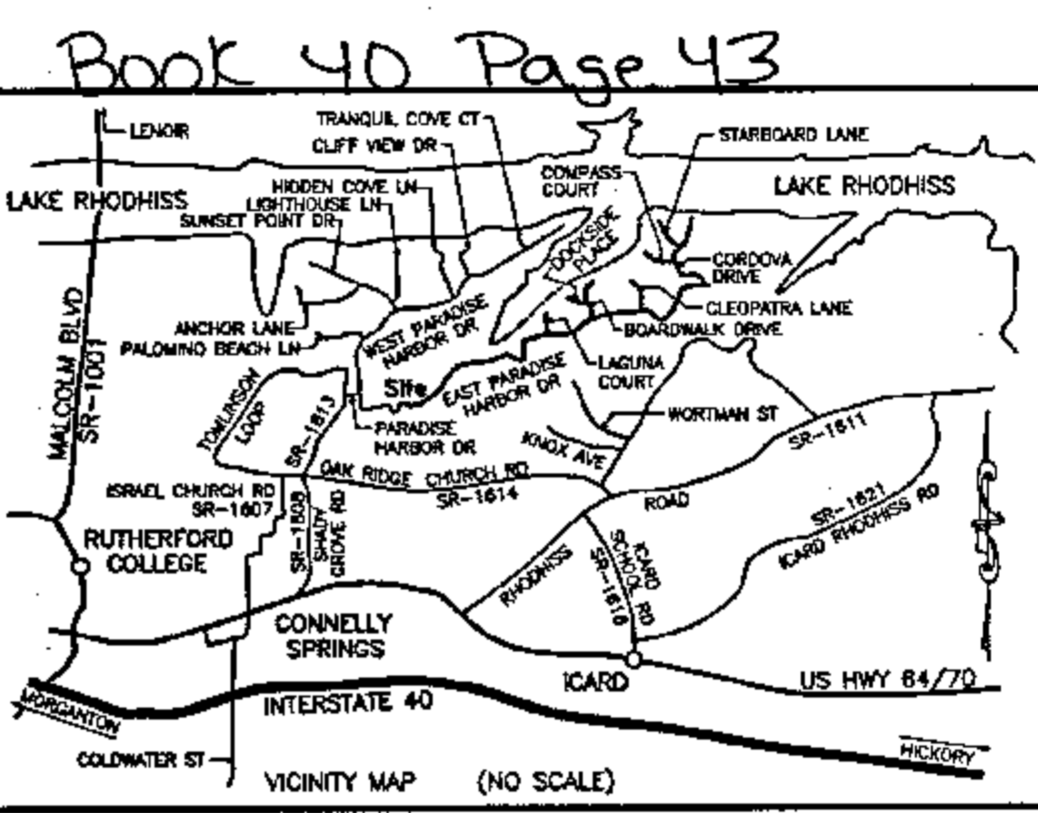 Book 40 Page 43
LENOIR
TRANQUIL COVE CT
CLIFF VIEW DR
STARBOARD LANE
COMPASS
COURT
LAKE RHODHISS
HIDDEN COVE LN
LIGHTHOUSE LN
SUNSET POINT DR
LAKE RHODHISS
DOCKSIDE
PLACE
CORDOVA
DRIVE
CLEOPATRA LANE
ANCHOR LANE
BOARDWALK DRIVE
PALOMINO BEACH LN
WEST PARADISE
HARBOR DR
MALCOLM BLVD
SR-1001
LAGUNA
COURT
Site
EAST PARADISE
HARBOR DR
TOMLINSON
LOOP
SR-1613
PARADISE
HARBOR DR
WORTMAN ST
KNOX AVE
SR-1611
OAK RIDGE CHURCH RD
SR-1614
ISRAEL CHURCH RD
SR-1607
SR-1608
SHADY
GROVE RD
ROAD
SR-1621
ICARD RHODHISS RD
RUTHERFORD
COLLEGE
RHODHISS
ICARD
SCHOOL RD
SR-1616
CONNELLY
SPRINGS
ICARD
US HWY 64/70
MORGANTON
INTERSTATE 40
HICKORY
COLDWATER ST
VICINITY MAP (NO SCALE)